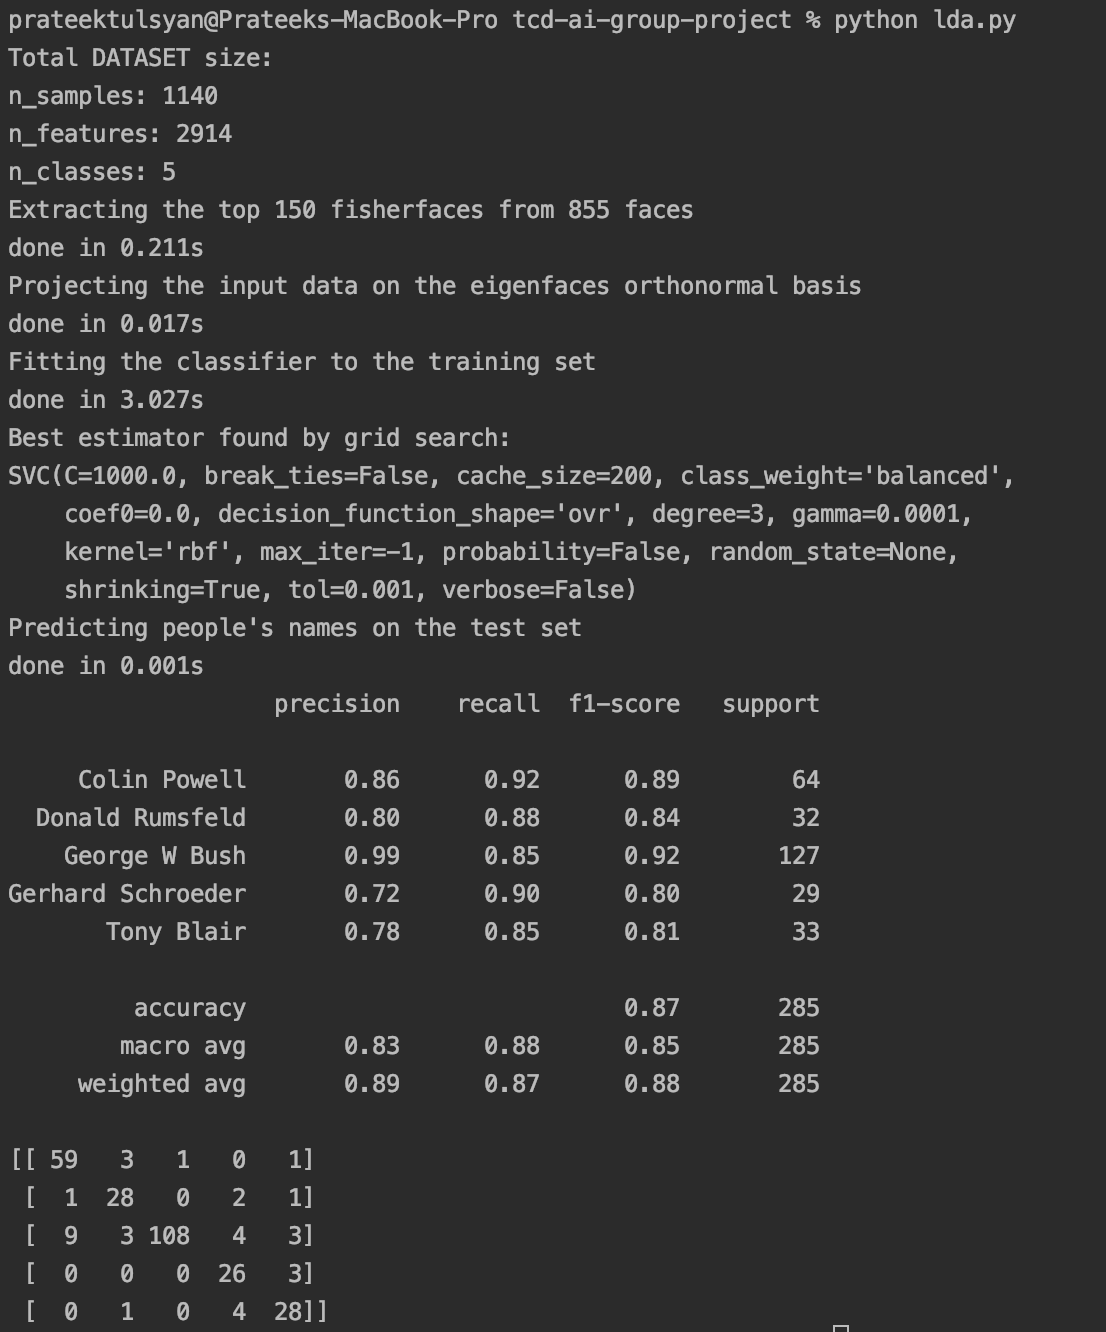 prateektulsyan@Prateeks-MacBook-Pro tcd-ai-group-project % python lda.py
Total DATASET size:
n_samples: 1140
n_features: 2914
n_classes: 5
Extracting the top 150 fisherfaces from 855 faces
done in 0.211s
Projecting the input data on the eigenfaces orthonormal basis
done in 0.017s
Fitting the classifier to the training set
done in 3.027s
Best estimator found by grid search:
SVC(C=1000.0, break_ties=False, cache_size=200, class_weight='balanced',
    coef0=0.0, decision_function_shape='ovr', degree=3, gamma=0.0001,
    kernel='rbf', max_iter=-1, probability=False, random_state=None,
    shrinking=True, tol=0.001, verbose=False)
Predicting people's names on the test set
done in 0.001s
                   precision    recall  f1-score   support

     Colin Powell       0.86      0.92      0.89        64
  Donald Rumsfeld       0.80      0.88      0.84        32
    George W Bush       0.99      0.85      0.92       127
Gerhard Schroeder       0.72      0.90      0.80        29
       Tony Blair       0.78      0.85      0.81        33

         accuracy                           0.87       285
        macro avg       0.83      0.88      0.85       285
     weighted avg       0.89      0.87      0.88       285

[[ 59   3   1   0   1]
 [  1  28   0   2   1]
 [  9   3 108   4   3]
 [  0   0   0  26   3]
 [  0   1   0   4  28]]